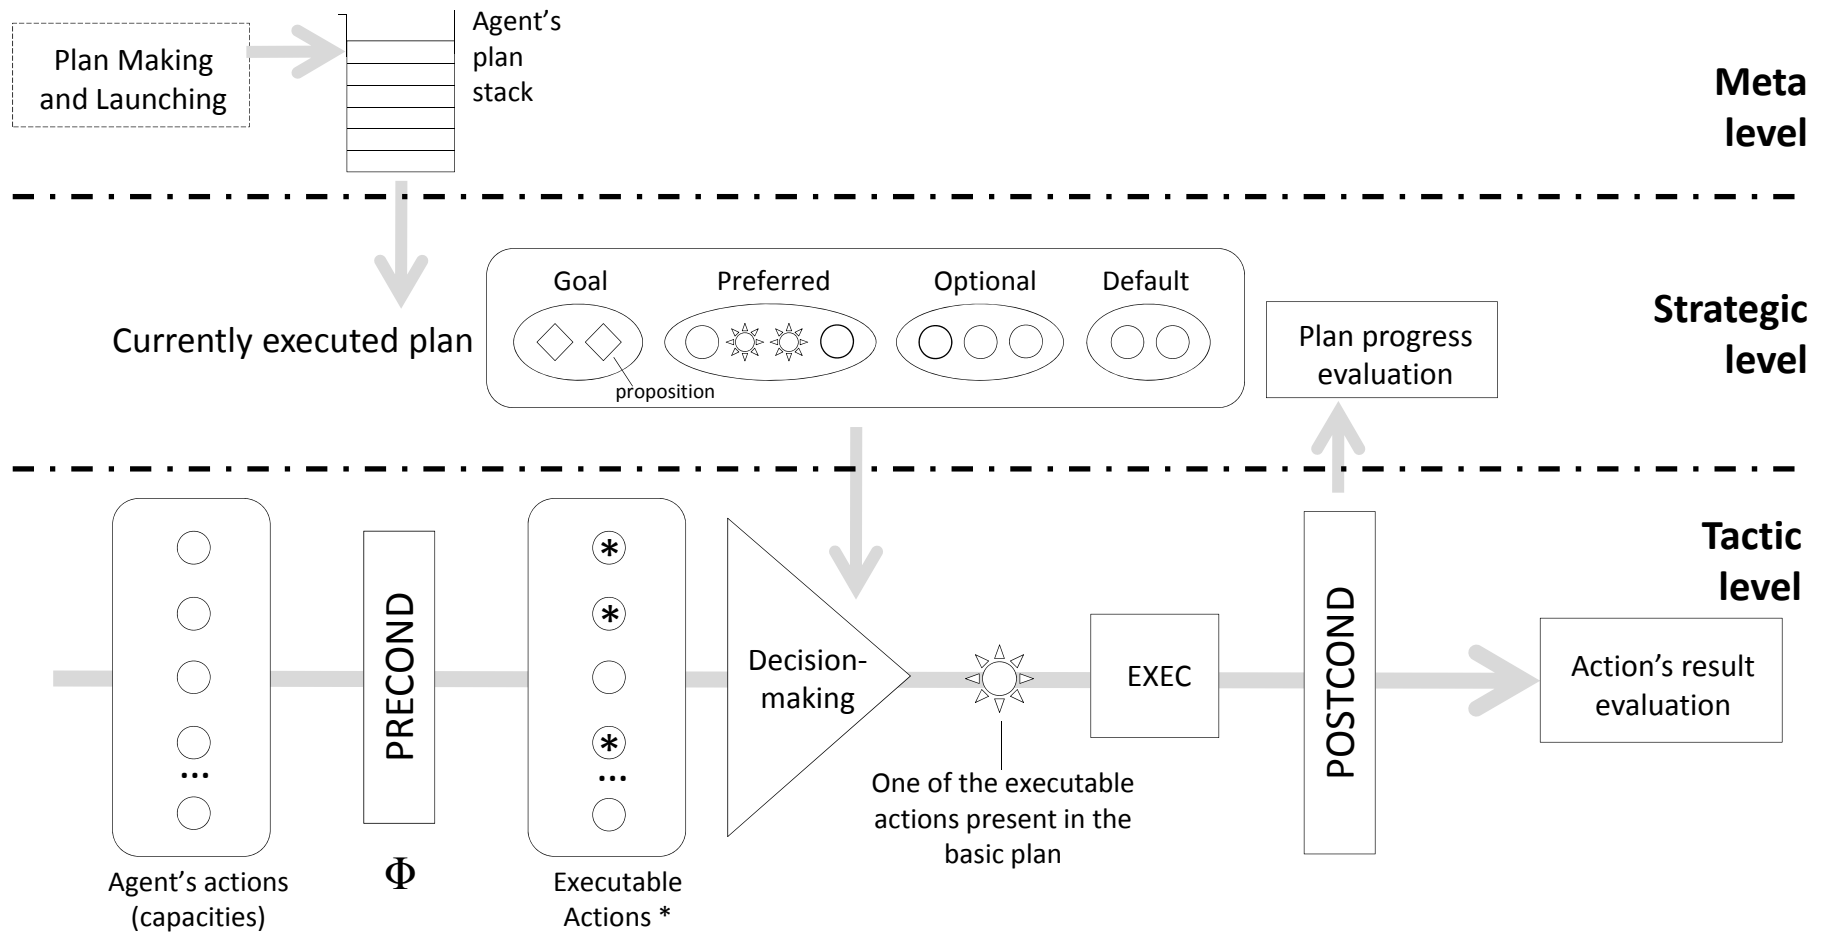 Plan Making
and Launching
Agent’s
plan
stack
Meta
level
Goal
Preferred
Optional
Default
Currently executed plan
proposition
Plan progress
evaluation
Strategic
level
Tactic
level
PRECOND
Φ
* 
*
*
...
...
Decision-
making
EXEC
POSTCOND
Action’s result
evaluation
One of the executable
actions present in the
basic plan
Agent’s actions
(capacities)
Executable
Actions *